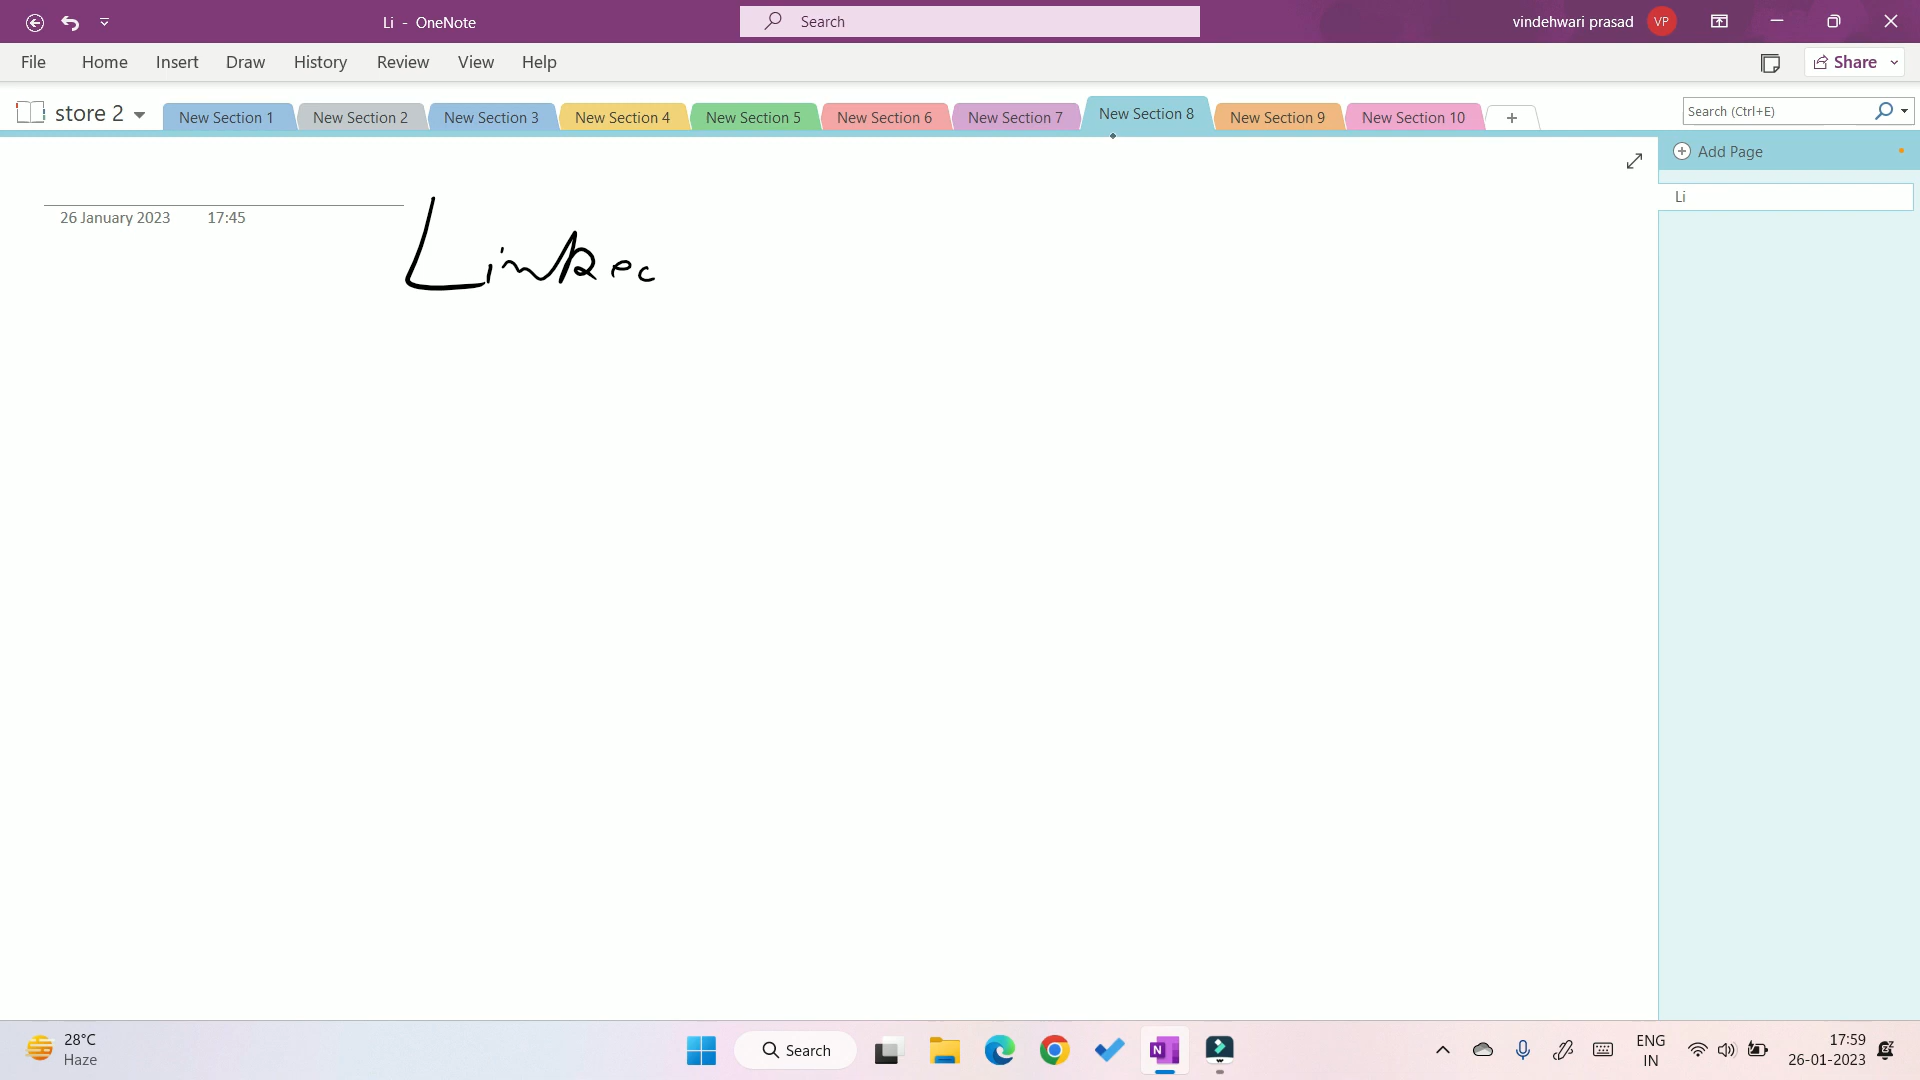 Li - OneNote
Search
vindehwari prasad
VP
File Home Insert Draw History Review View Help
Share
store 2
New Section 1 New Section 2 New Section 3 New Section 4 New Section 5 New Section 6 New Section 7 New Section 8 New Section 9 New Section 10 +
Search (Ctrl+E)
Add Page
Li
26 January 2023 17:45
28°C
Haze
Search
ENG
IN
17:59
26-01-2023